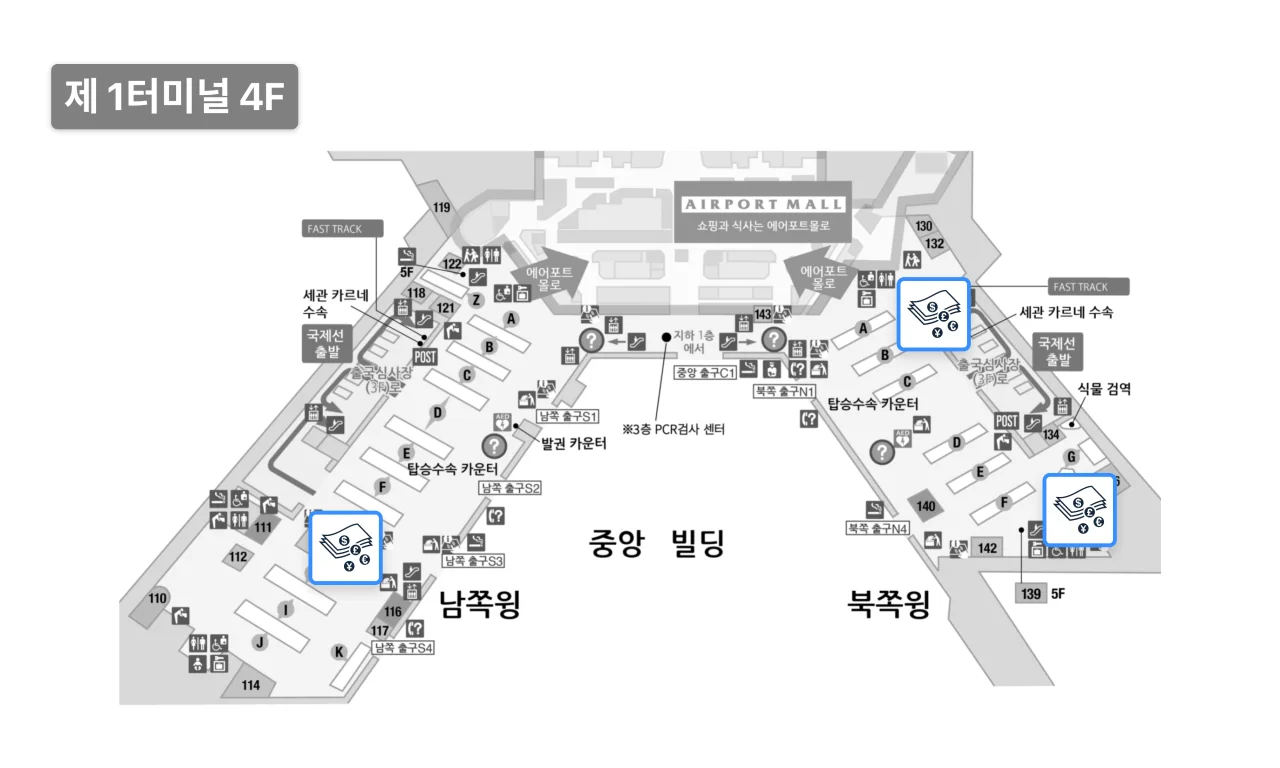 제 1터미널 4F
119
AIRPORT MALL
쇼핑과 식사는 에어포트몰로
130
132
FAST TRACK
122
5F
에어포트
몰로
에어포트
몰로
FAST TRACK
세관 카르네
수속
118
121
Z
A
143
A
세관 카르네 수속
국제선
출발
POST
B
지하 1층
에서
B
국제선
출발
출국심사장
(3F)로
C
중앙 출구C1
북쪽 출구N1
C
출국심사장
(3F)로
식물 검역
D
AED
남쪽 출구S1
※3층 PCR검사 센터
탑승수속 카운터
POST
134
E
발권 카운터
AED
D
G
탑승수속 카운터
F
남쪽 출구S2
E
6
111
140
F
북쪽 출구N4
112
남쪽 출구S3
중앙 빌딩
142
110
I
116
남쪽윙
북쪽윙
139
5F
J
117
남쪽 출구S4
K
114